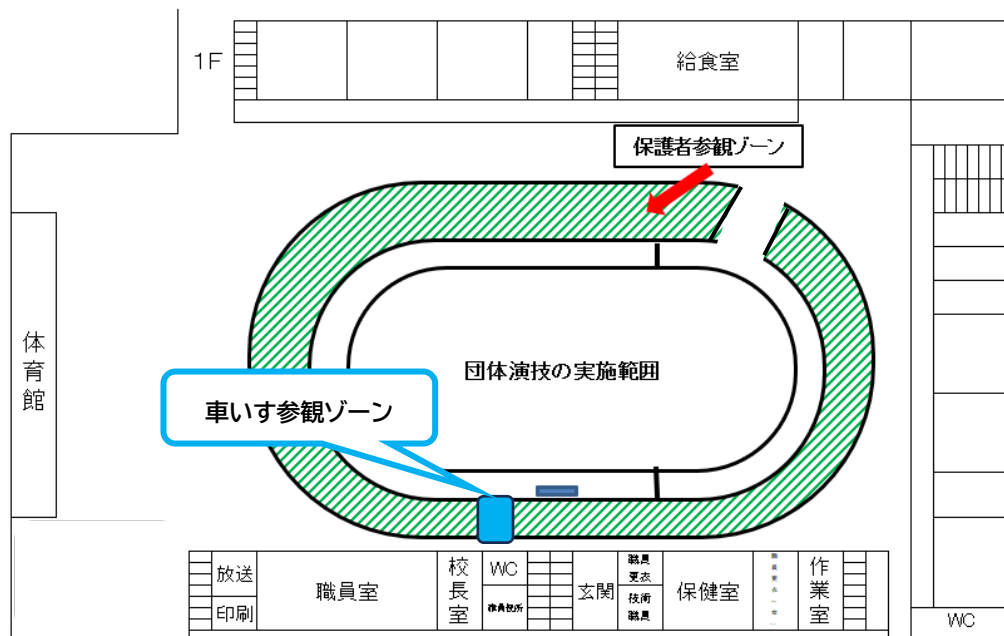 1F
給食室
保護者参観ゾーン
体育館
団体演技の実施範囲
車いす参観ゾーン
放送
印刷
職員室
校長室
WC
玄関
職員
更衣
技術
職員
保健室
作業室
WC